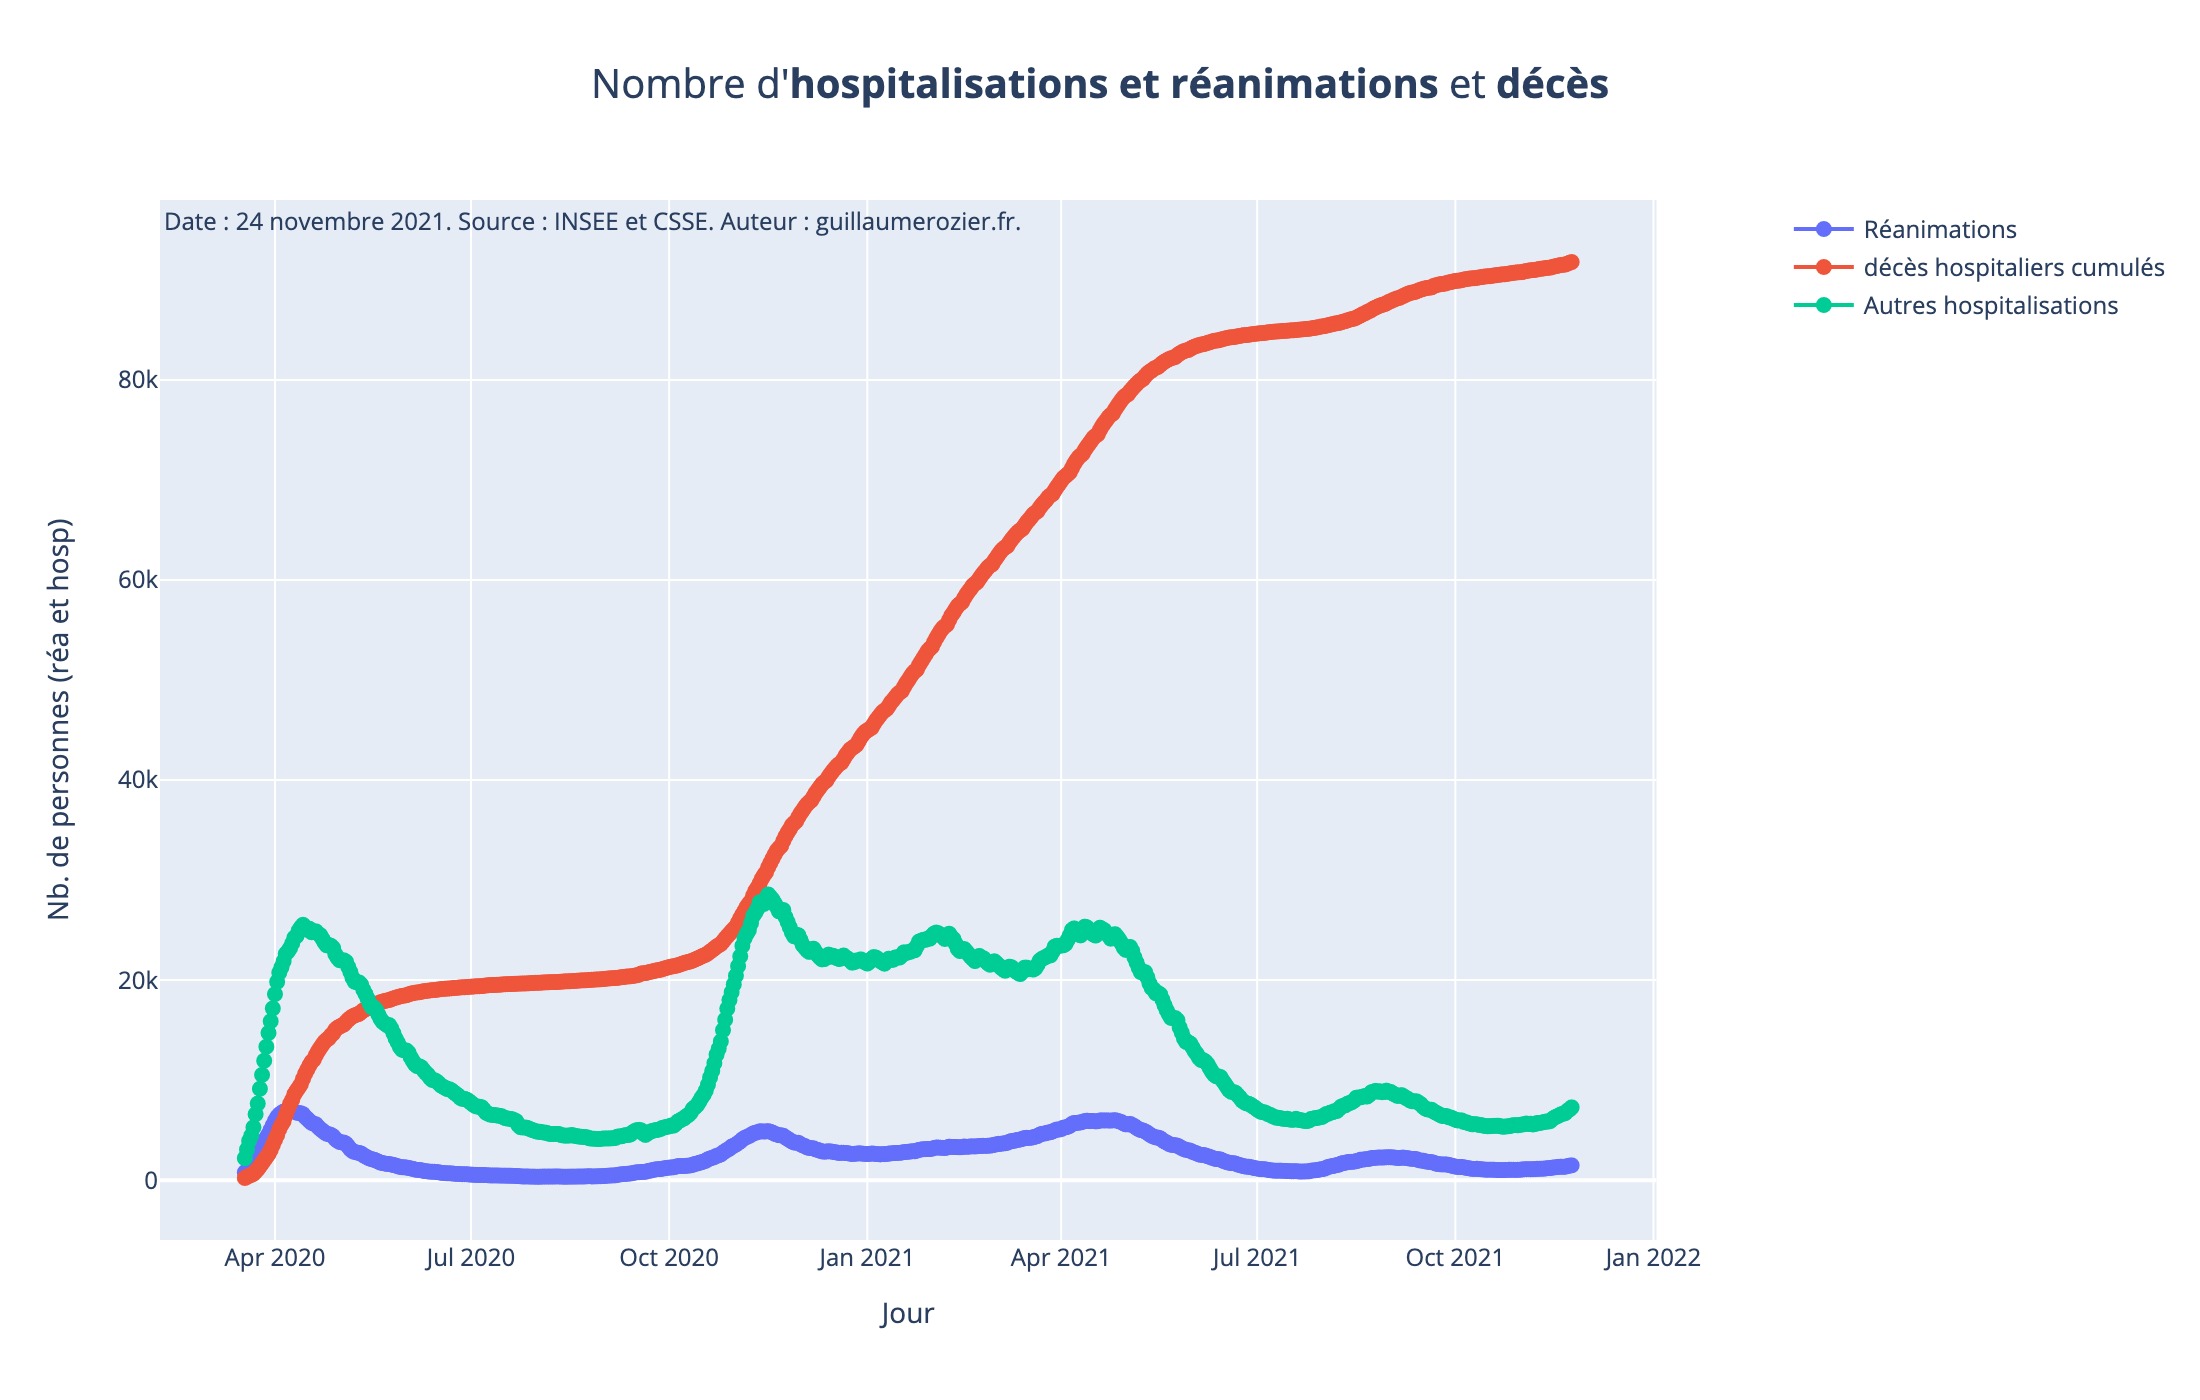 Nombre d'hospitalisations et réanimations et décès
Date : 24 novembre 2021. Source : INSEE et CSSE. Auteur : guillaumerozier.fr.
Réanimations
décès hospitaliers cumulés
Autres hospitalisations
Nb. de personnes (réa et hosp)
80k
60k
40k
20k
0
Apr 2020 Jul 2020 Oct 2020 Jan 2021 Apr 2021 Jul 2021 Oct 2021 Jan 2022
Jour